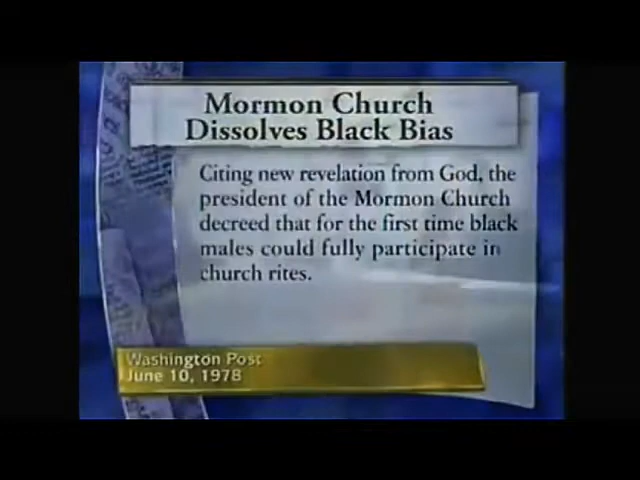 Mormon Church
Dissolves Black Bias
Citing new revelation from God, the
president of the Mormon Church
decreed that for the first time black
males could fully participate in
church rites.
Washington Post
June 10, 1978